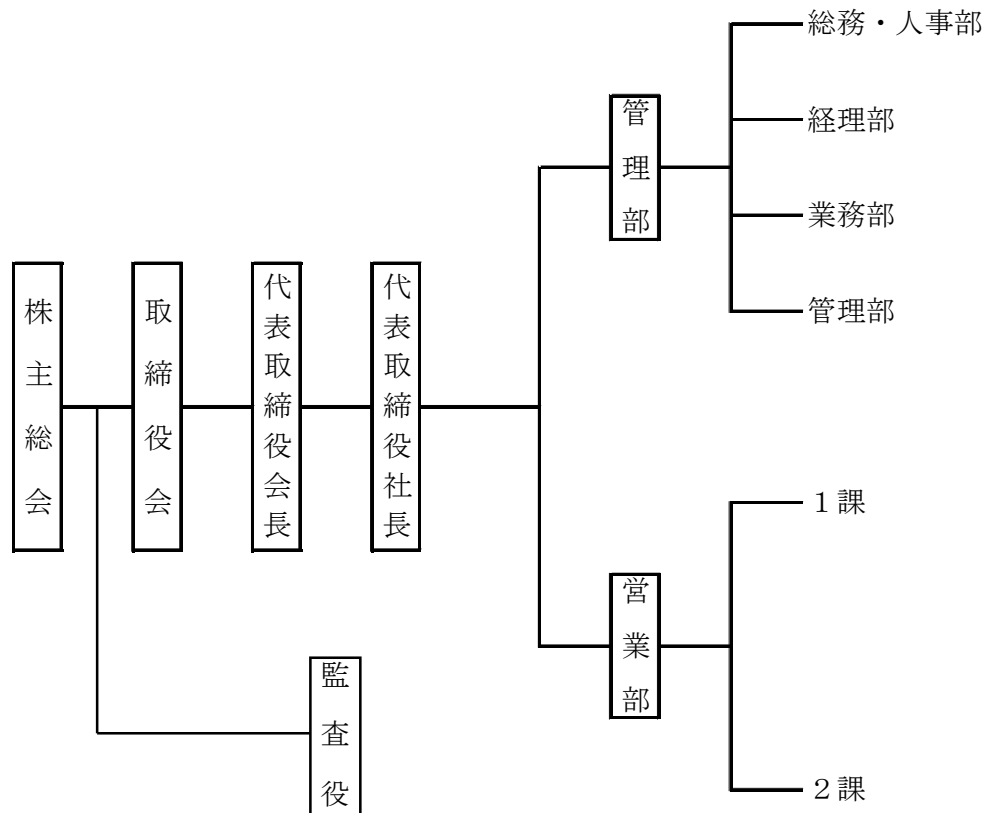 株主総会
取締役会
代表取締役会長
代表取締役社長
監査役
管理部
総務・人事部
経理部
業務部
管理部
営業部
１課
２課